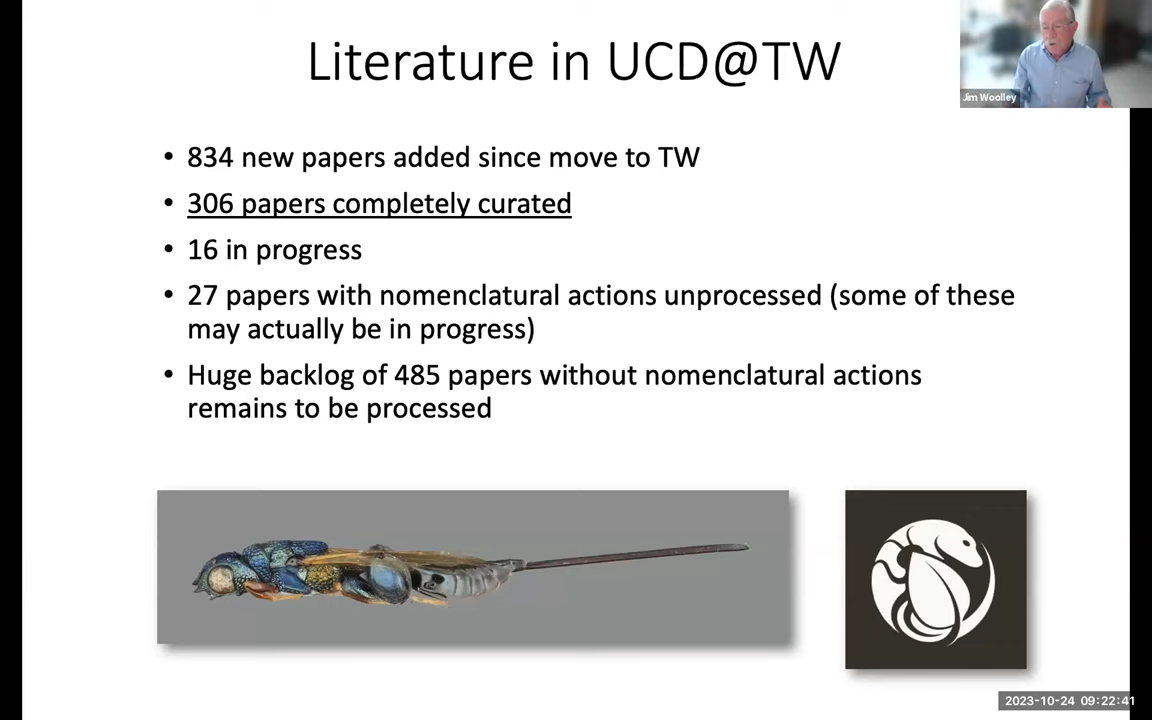 Literature in UCD@TW
Jim Woolley
• 834 new papers added since move to TW
• 306 papers completely curated
• 16 in progress
• 27 papers with nomenclatural actions unprocessed (some of these
may actually be in progress)
• Huge backlog of 485 papers without nomenclatural actions
remains to be processed
2023-10-24 09:22:41